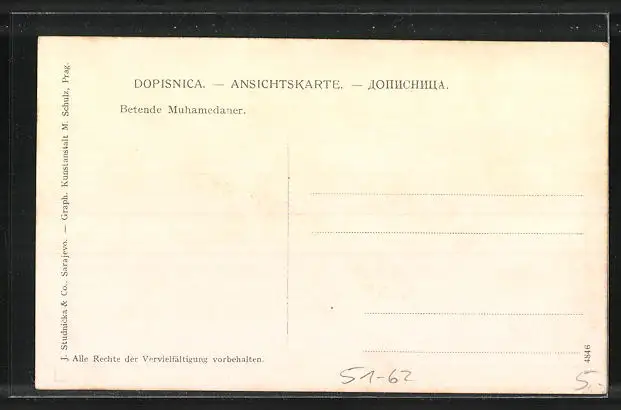 DOPISNICA. — ANSICHTSKARTE. — ДОПИСНИЦА.
Betende Muhamedaner.
J. Studnička & Co., Sarajevo. — Graph. Kunstanstalt M. Schulz, Prag.
J. Alle Rechte der Vervielfältigung vorbehalten.
4846
51-62
5.-